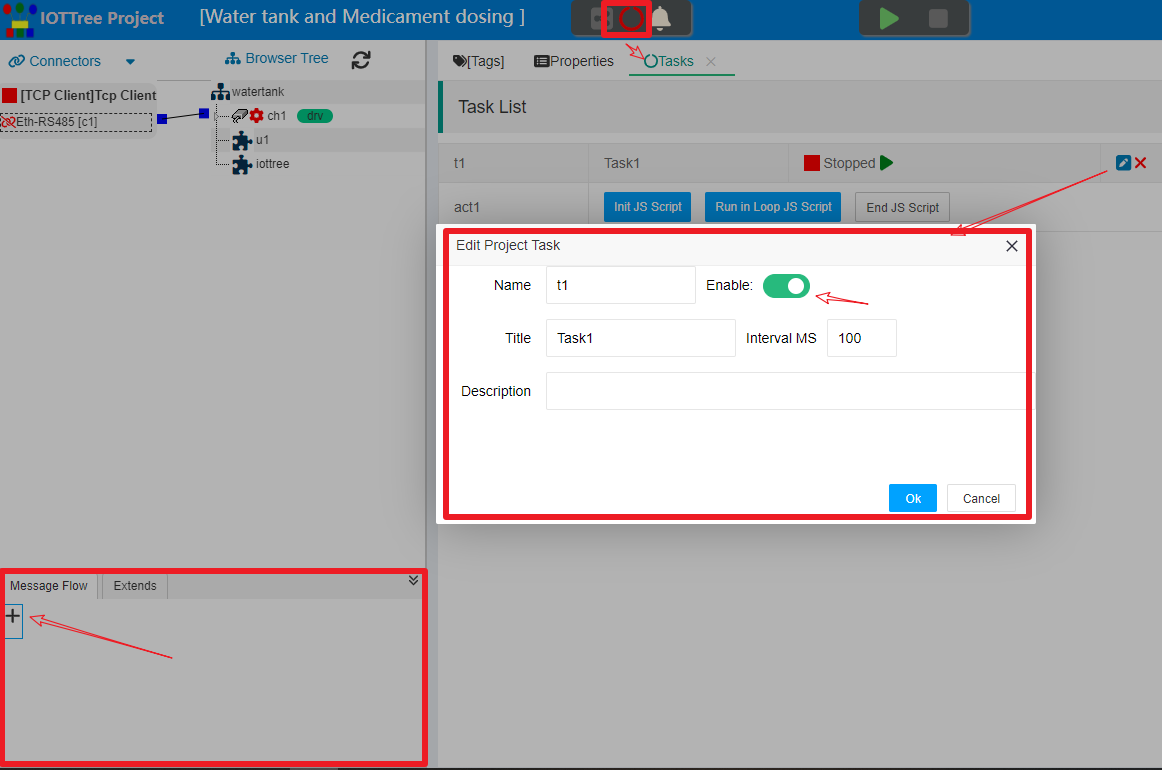 IOTTree Project [Water tank and Medicament dosing ]
Connectors
Browser Tree
[Tags] Properties Tasks
[TCP Client]Tcp Client
Eth-RS485 [c1]
watertank
ch1 drv
u1
iottree
Task List
t1 Task1 Stopped
act1 Init JS Script Run in Loop JS Script End JS Script
Edit Project Task
Name t1 Enable:
Title Task1 Interval MS 100
Description
Ok Cancel
Message Flow Extends